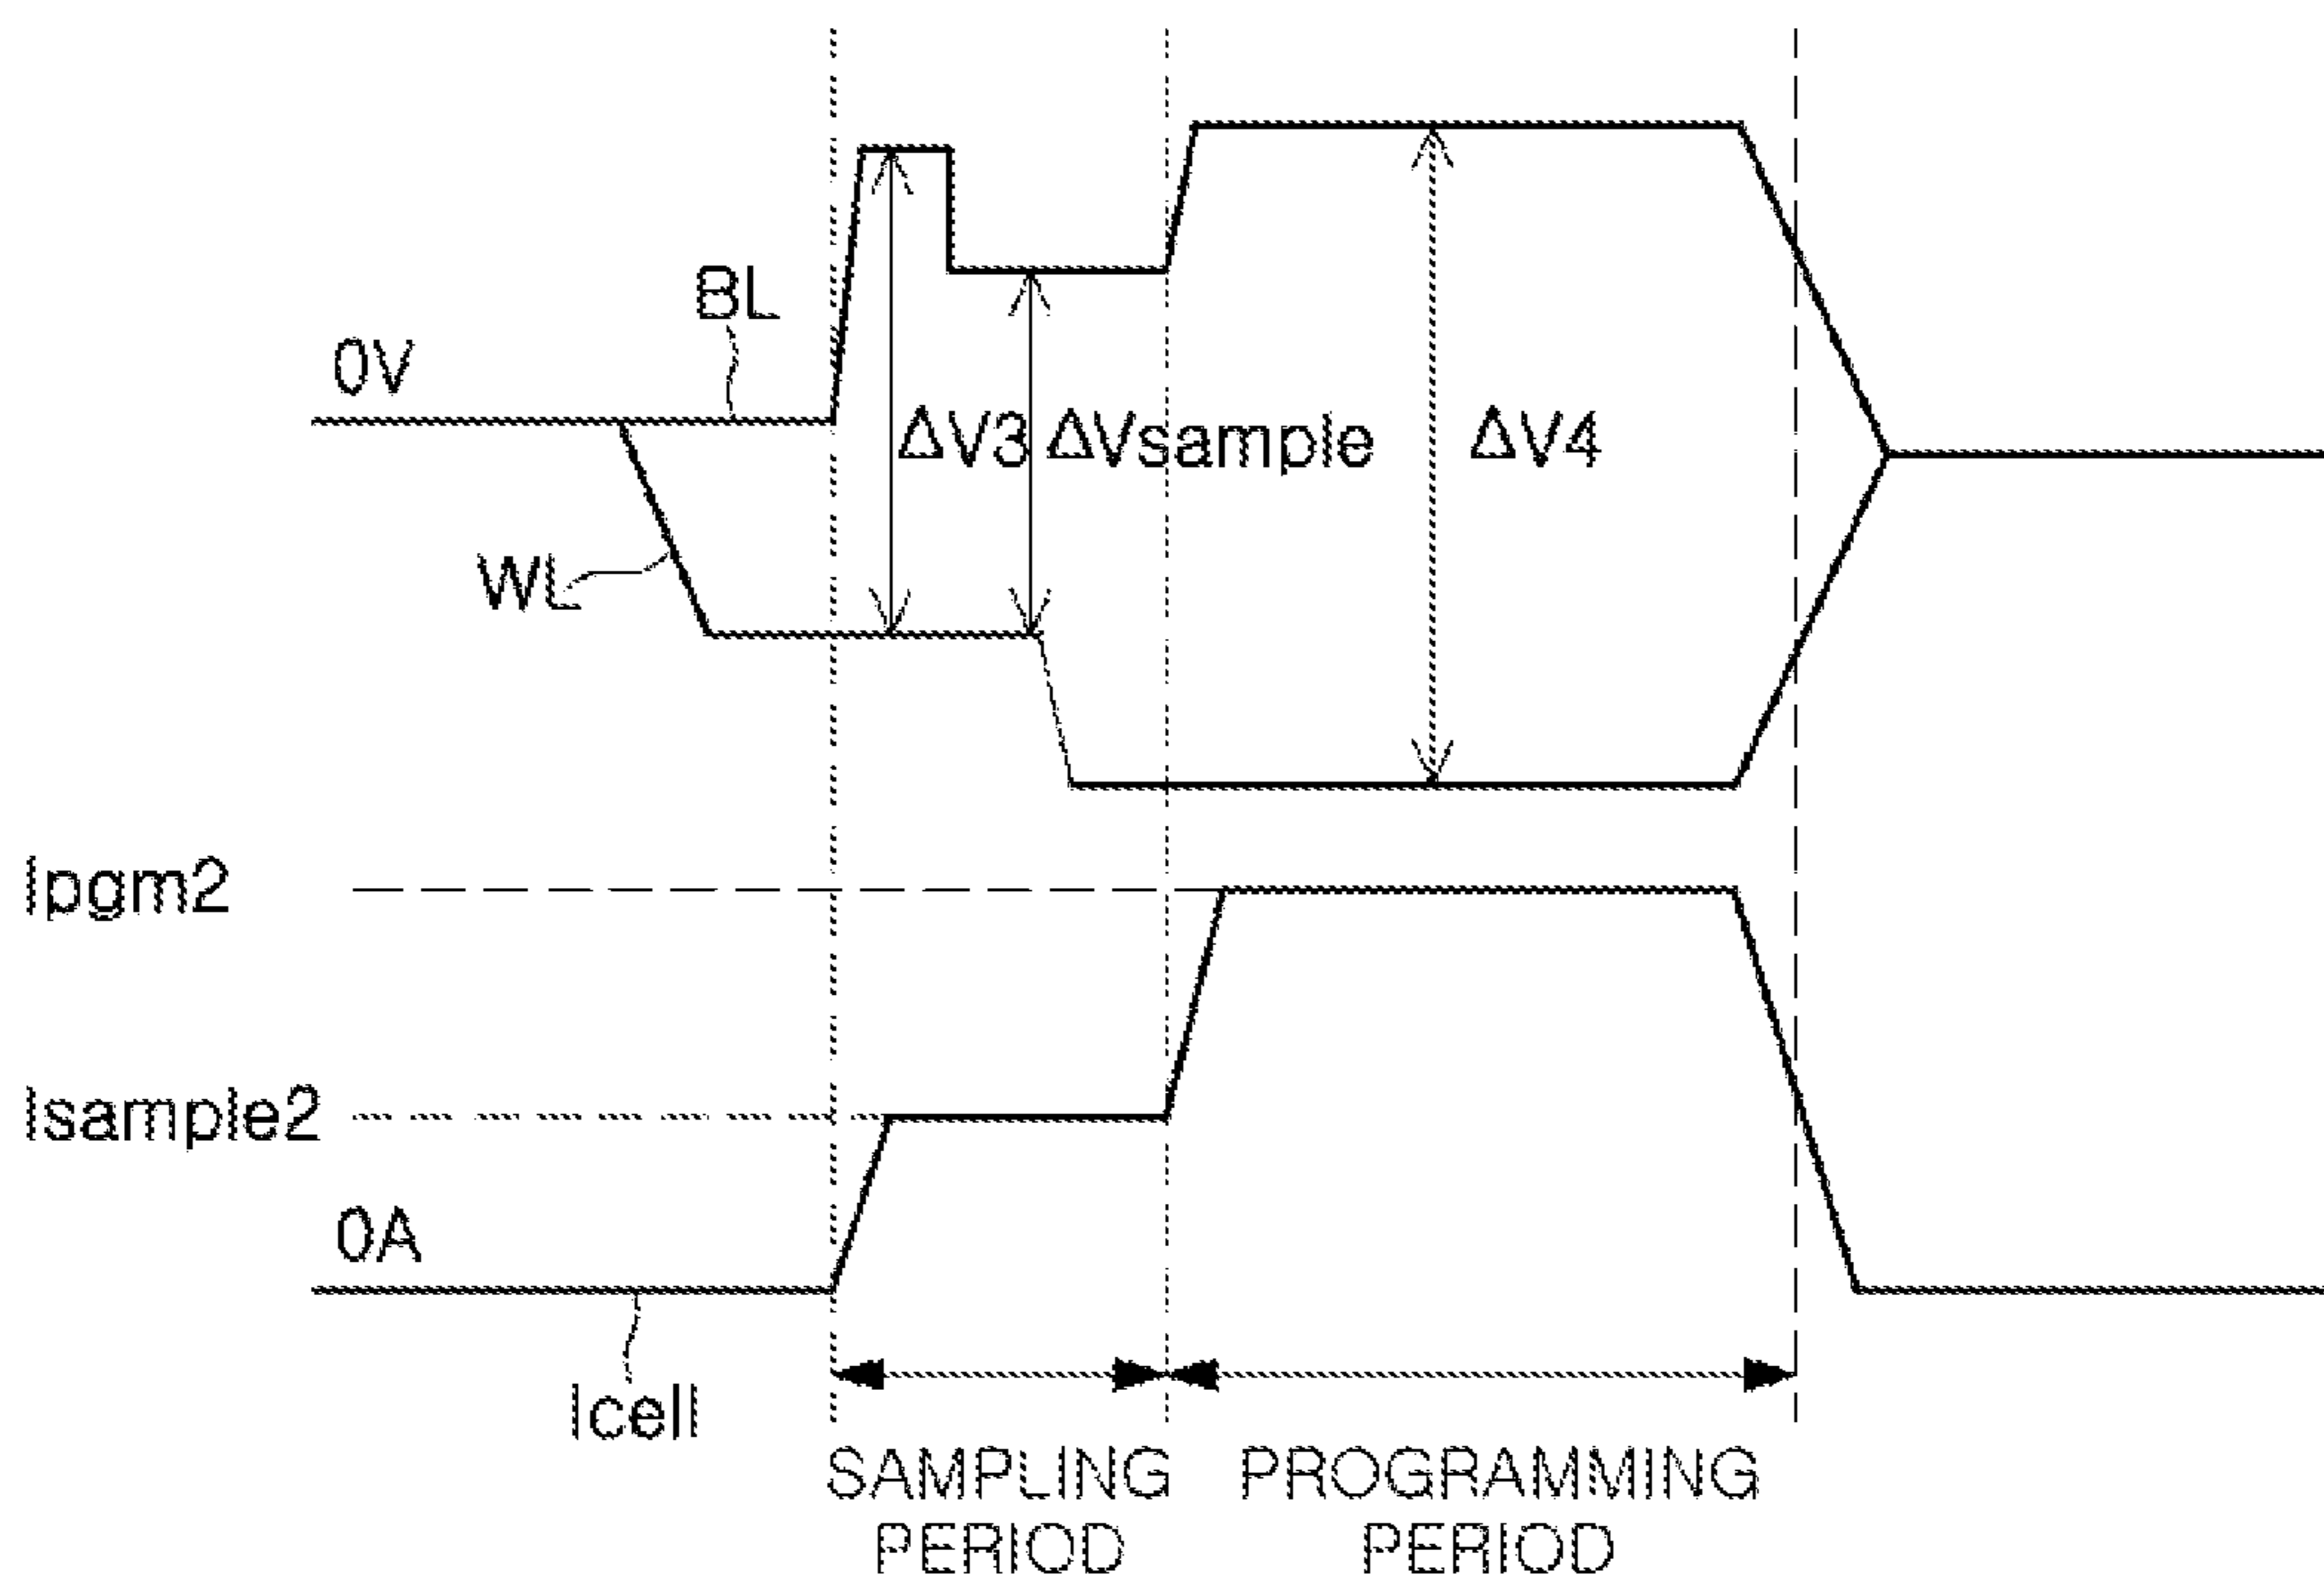 BL
0V
ΔV3 ΔVsample ΔV4
WL
Ipgm2
Isample2
0A
Icell
SAMPLING PERIOD
PROGRAMMING PERIOD